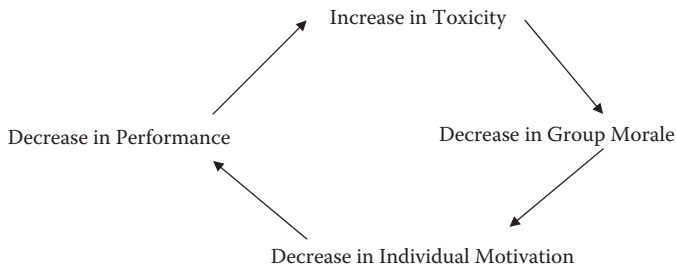 Increase in Toxicity
Decrease in Performance
Decrease in Group Morale
Decrease in Individual Motivation